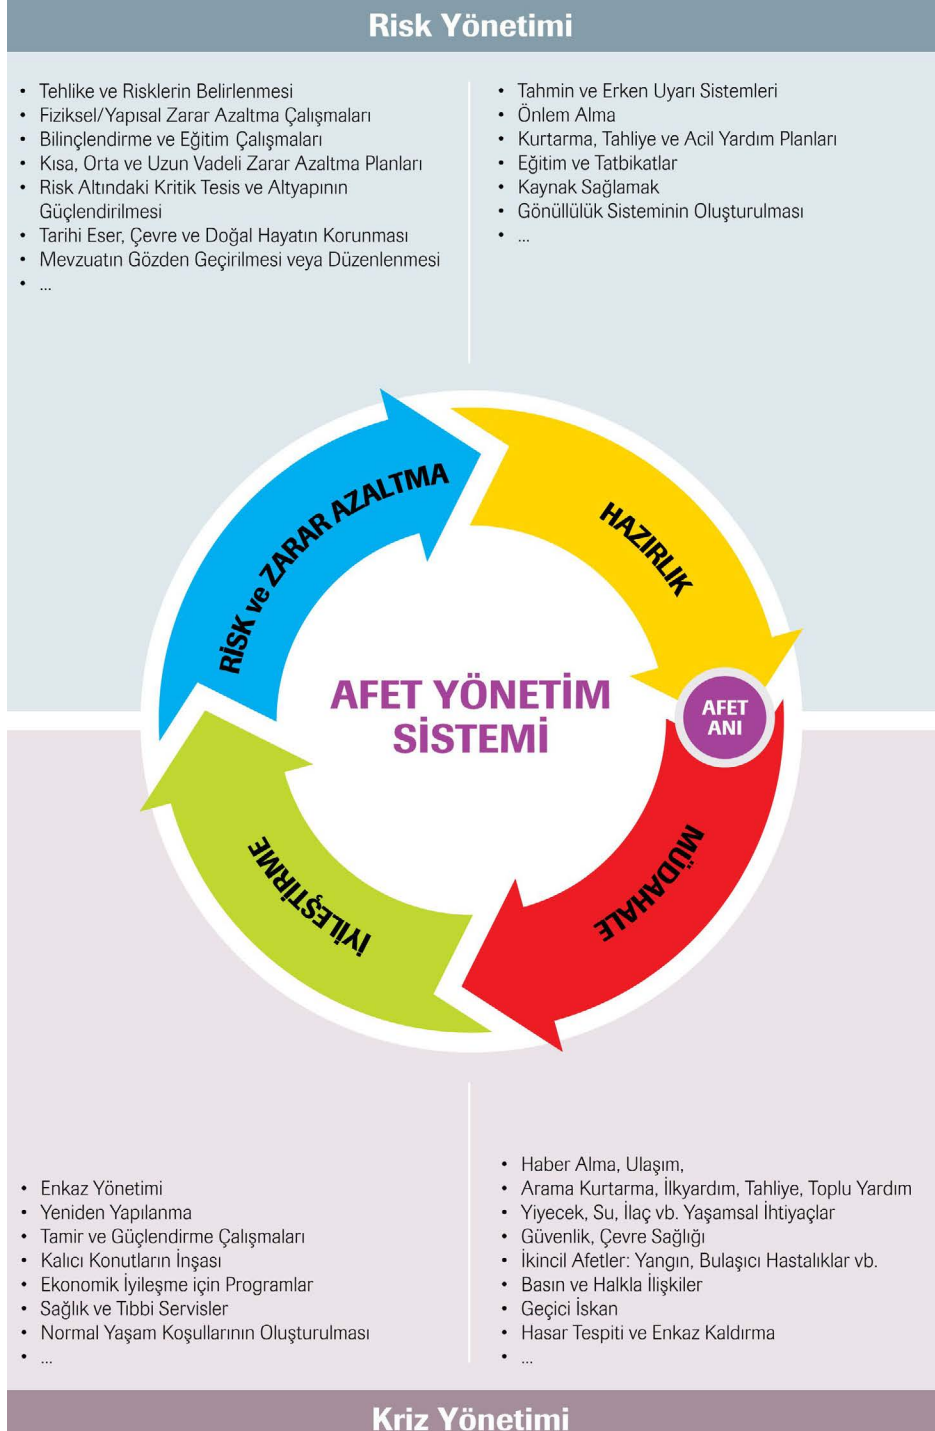 Risk Yönetimi
• Tehlike ve Risklerin Belirlenmesi
• Fiziksel/Yapısal Zarar Azaltma Çalışmaları
• Bilinçlendirme ve Eğitim Çalışmaları
• Kısa, Orta ve Uzun Vadeli Zarar Azaltma Planları
• Risk Altındaki Kritik Tesis ve Altyapının
Güçlendirilmesi
• Tarihi Eser, Çevre ve Doğal Hayatın Korunması
• Mevzuatın Gözden Geçirilmesi veya Düzenlenmesi
• ...
• Tahmin ve Erken Uyarı Sistemleri
• Önlem Alma
• Kurtarma, Tahliye ve Acil Yardım Planları
• Eğitim ve Tatbikatlar
• Kaynak Sağlamak
• Gönüllülük Sisteminin Oluşturulması
• ...
RİSK ve ZARAR AZALTMA
HAZIRLIK
AFET YÖNETİM
SİSTEMİ
AFET
ANI
MÜDAHALE
İYİLEŞTİRME
• Enkaz Yönetimi
• Yeniden Yapılanma
• Tamir ve Güçlendirme Çalışmaları
• Kalıcı Konutların İnşası
• Ekonomik İyileşme için Programlar
• Sağlık ve Tıbbi Servisler
• Normal Yaşam Koşullarının Oluşturulması
• ...
• Haber Alma, Ulaşım,
• Arama Kurtarma, İlkyardım, Tahliye, Toplu Yardım
• Yiyecek, Su, İlaç vb. Yaşamsal İhtiyaçlar
• Güvenlik, Çevre Sağlığı
• İkincil Afetler: Yangın, Bulaşıcı Hastalıklar vb.
• Basın ve Halkla İlişkiler
• Geçici İskan
• Hasar Tespiti ve Enkaz Kaldırma
• ...
Kriz Yönetimi